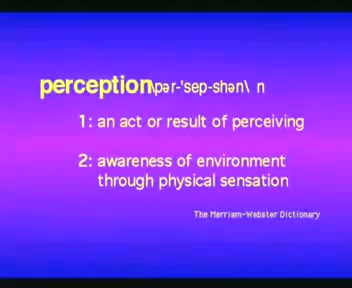 perception\pər-'sep-shən\ n
1: an act or result of perceiving
2: awareness of environment
through physical sensation
The Merriam-Webster Dictionary